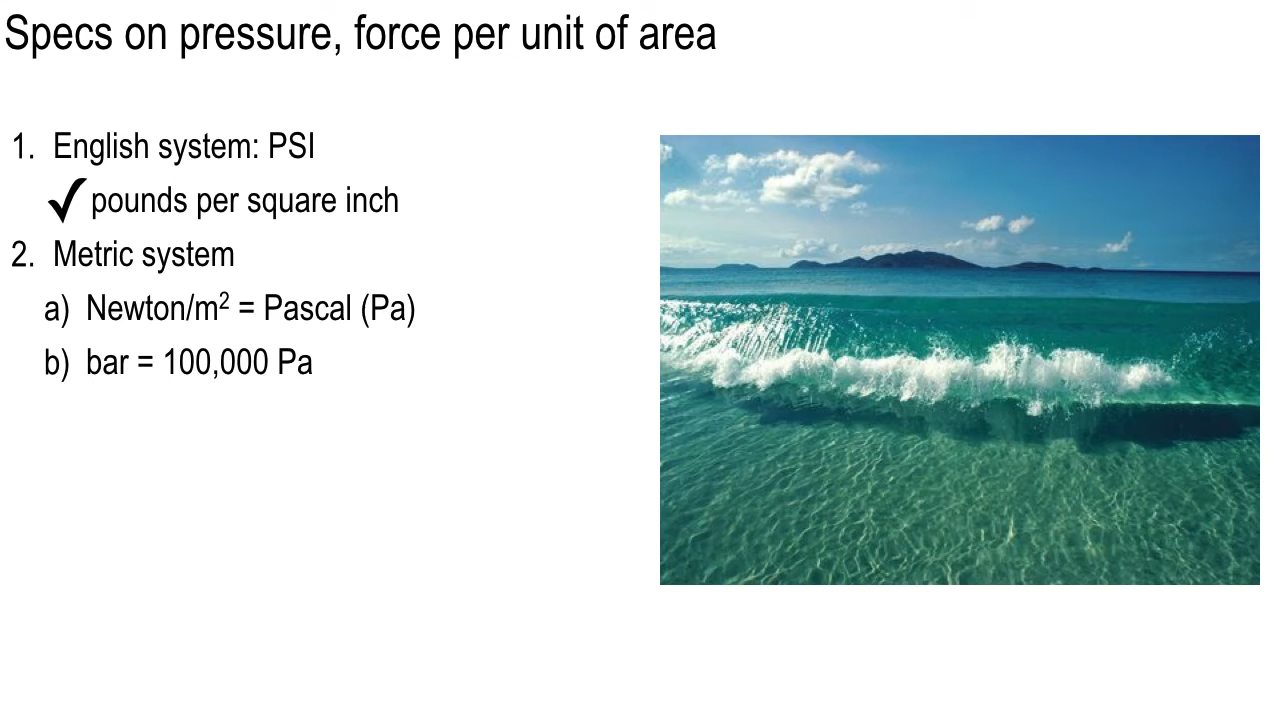 Specs on pressure, force per unit of area
1. English system: PSI
✓ pounds per square inch
2. Metric system
a) Newton/m² = Pascal (Pa)
b) bar = 100,000 Pa